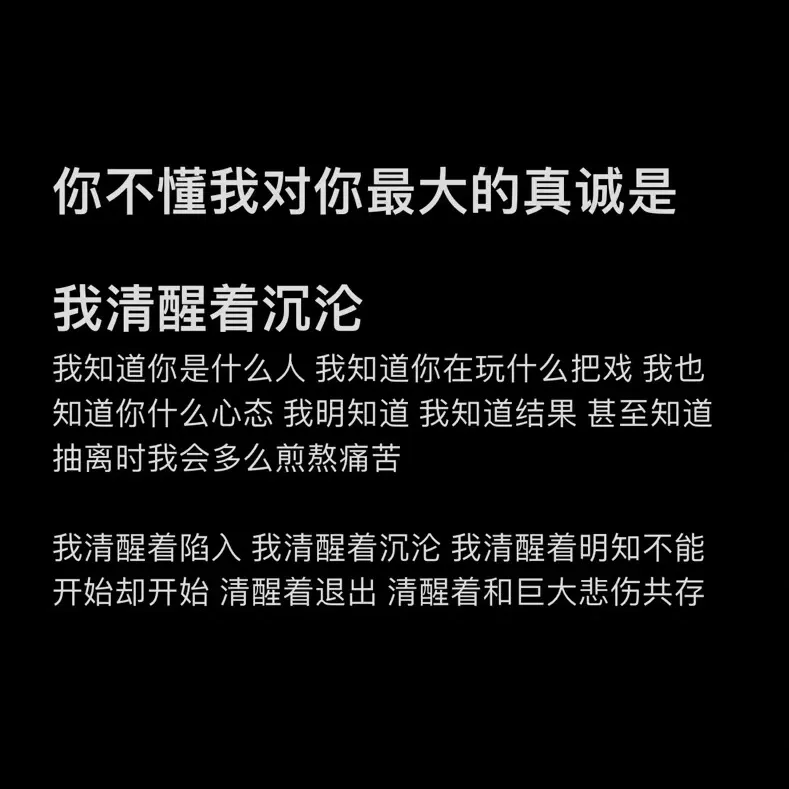 你不懂我对你最大的真诚是
我清醒着沉沦
我知道你是什么人 我知道你在玩什么把戏 我也
知道你什么心态 我明知道 我知道结果 甚至知道
抽离时我会多么煎熬痛苦
我清醒着陷入 我清醒着沉沦 我清醒着明知不能
开始却开始 清醒着退出 清醒着和巨大悲伤共存